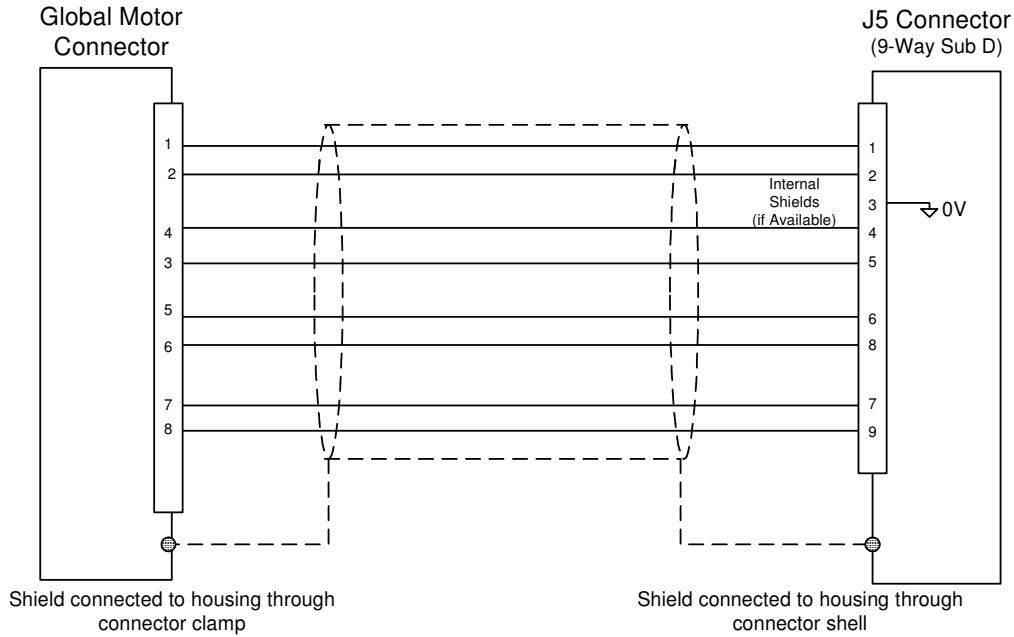 Global Motor
Connector
J5 Connector
(9-Way Sub D)
1
2
4
3
5
6
7
8
Internal
Shields
(if Available)
1
2
3
4
5
6
8
7
9
0V
Shield connected to housing through
connector clamp
Shield connected to housing through
connector shell